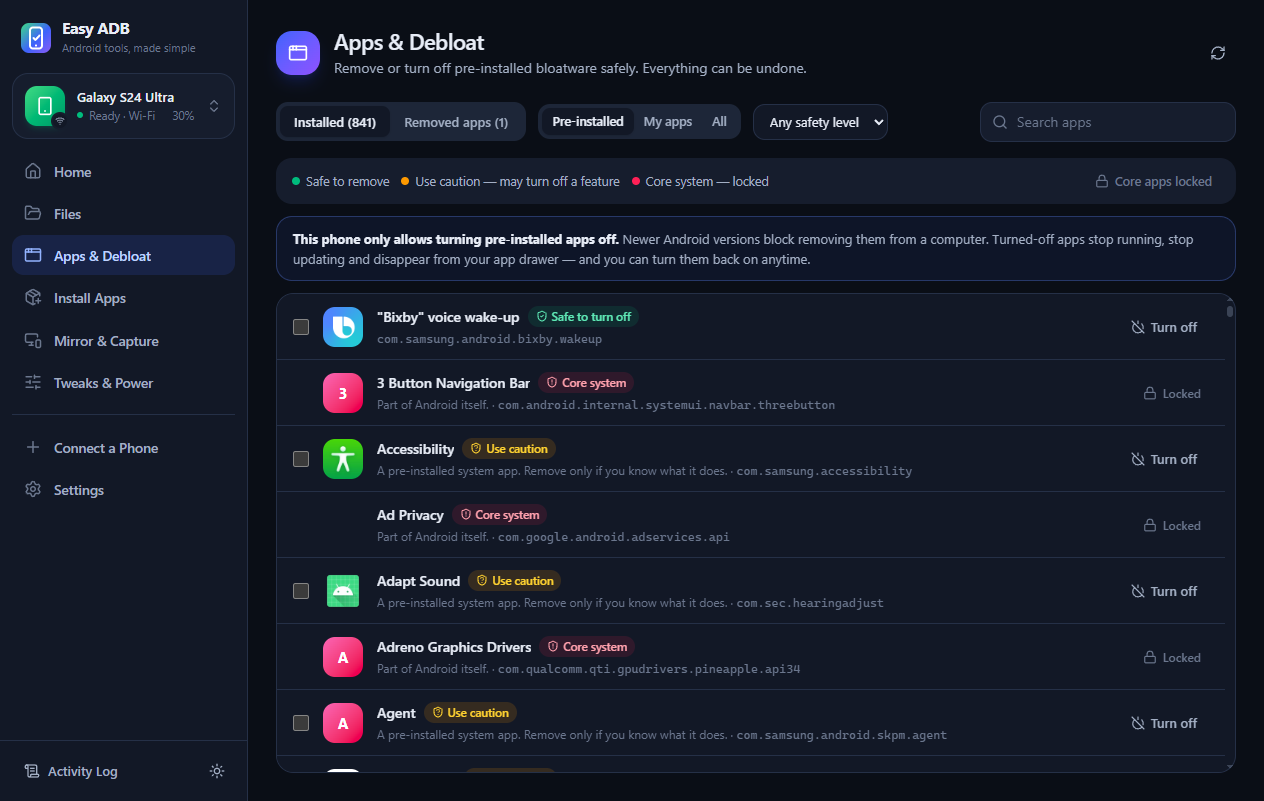 Easy ADB
Android tools, made simple
Galaxy S24 Ultra
Ready · Wi-Fi 30%
Home
Files
Apps & Debloat
Install Apps
Mirror & Capture
Tweaks & Power
Connect a Phone
Settings
Activity Log
Apps & Debloat
Remove or turn off pre-installed bloatware safely. Everything can be undone.
Installed (841) Removed apps (1) Pre-installed My apps All Any safety level Search apps
Safe to remove Use caution — may turn off a feature Core system — locked Core apps locked
This phone only allows turning pre-installed apps off. Newer Android versions block removing them from a computer. Turned-off apps stop running, stop
updating and disappear from your app drawer — and you can turn them back on anytime.
"Bixby" voice wake-up Safe to turn off
com.samsung.android.bixby.wakeup
Turn off
3
3 Button Navigation Bar Core system
Part of Android itself. · com.android.internal.systemui.navbar.threebutton
Locked
Accessibility Use caution
A pre-installed system app. Remove only if you know what it does. · com.samsung.accessibility
Turn off
Ad Privacy Core system
Part of Android itself. · com.google.android.adservices.api
Locked
Adapt Sound Use caution
A pre-installed system app. Remove only if you know what it does. · com.sec.hearingadjust
Turn off
A
Adreno Graphics Drivers Core system
Part of Android itself. · com.qualcomm.qti.gpudrivers.pineapple.api34
Locked
A
Agent Use caution
A pre-installed system app. Remove only if you know what it does. · com.samsung.android.skpm.agent
Turn off